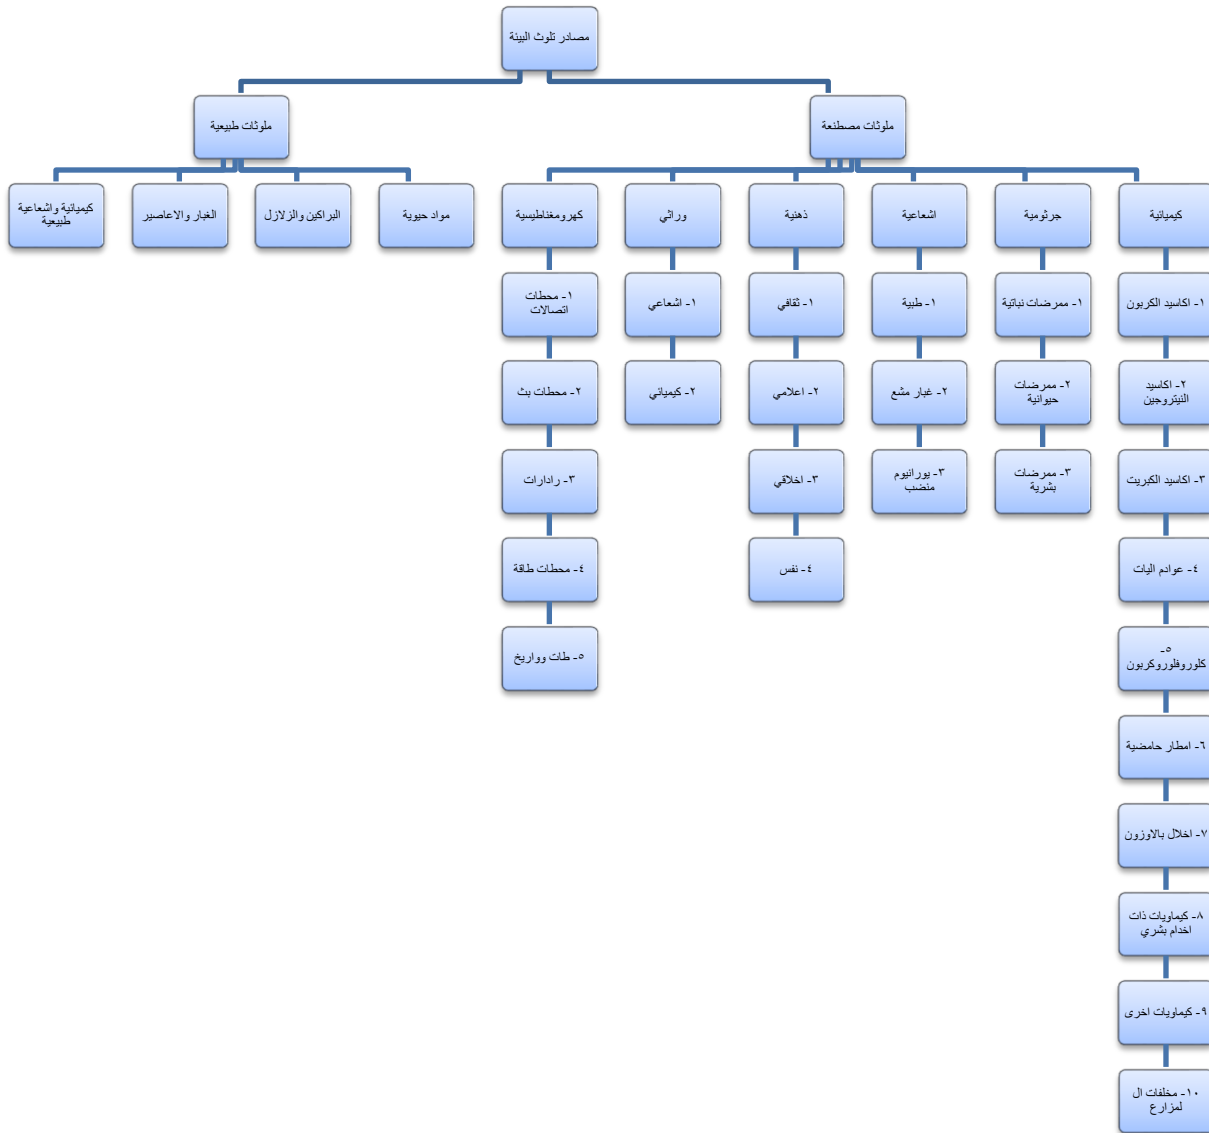 مصادر تلوث البيئة
ملوثات مصطنعة
ملوثات طبيعية
كيميائية
جرثومية
اشعاعية
ذهنية
وراثي
كهرومغناطيسية
مواد حيوية
البراكين والزلازل
الغبار والاعاصير
كيميائية واشعاعية
طبيعية
١- اكاسيد الكربون
٢- اكاسيد
النيتروجين
٣- اكاسيد الكبريت
٤- عوادم اليات
٥-
كلوروفلوروكربون
٦- امطار حامضية
٧- اخلال بالاوزون
٨- كيماويات ذات
اخدام بشري
٩- كيماويات اخرى
١٠- مخلفات ال
لمزارع
١- ممرضات نباتية
٢- ممرضات
حيوانية
٣- ممرضات
بشرية
١- طبية
٢- غبار مشع
٣- يورانيوم
منضب
١- ثقافي
٢- اعلامي
٣- اخلاقي
٤- نفس
١- اشعاعي
٢- كيميائي
١- محطات
اتصالات
٢- محطات بث
٣- رادارات
٤- محطات طاقة
٥- طات وواريخ